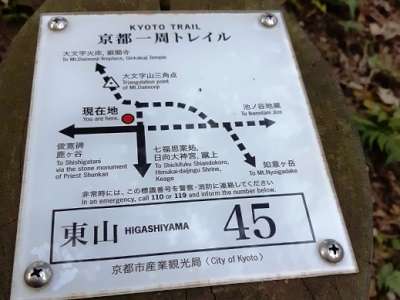 KYOTO TRAIL
京都一周トレイル
大文字火床, 銀閣寺
To Mt.Daimonji fireplace, Ginkakuji Temple
大文字山三角点
Triangulation point
of Mt.Daimonji
現在地
You are here.
池ノ谷地蔵
To Ikenotani Jizo
俊寛碑
鹿ヶ谷
To Shishigatani
via the stone monument
of Priest Shunkan
七福思案処,
日向大神宮, 蹴上
To Shichifuku Shiandokoro,
Himukai-daijingu Shrine,
Keage
如意ヶ岳
To Mt.Nyoigadake
非常時には、この標識番号を警察・消防に連絡してください
In an emergency, call 110 or 119 and inform the number below.
東山 HIGASHIYAMA 45
京都市産業観光局〈City of Kyoto〉